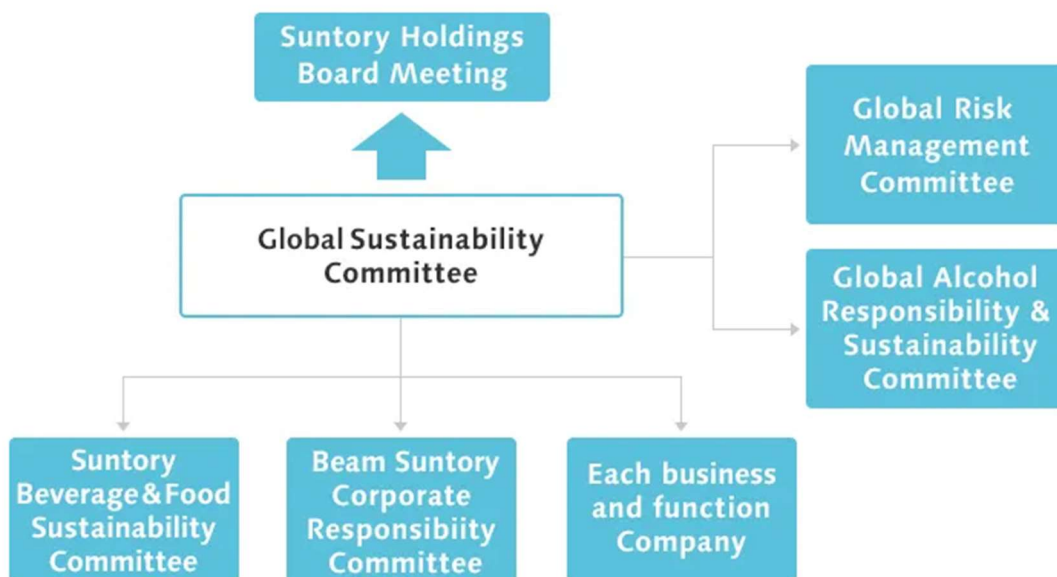 Suntory Holdings
Board Meeting
Global Risk
Management
Committee
Global Sustainability
Committee
Global Alcohol
Responsibility &
Sustainability
Committee
Suntory
Beverage & Food
Sustainability
Committee
Beam Suntory
Corporate
Responsibiity
Committee
Each business
and function
Company